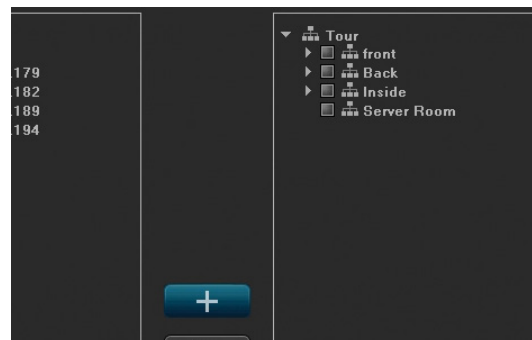 .179
.182
.189
.194
Tour
front
Back
Inside
Server Room
+